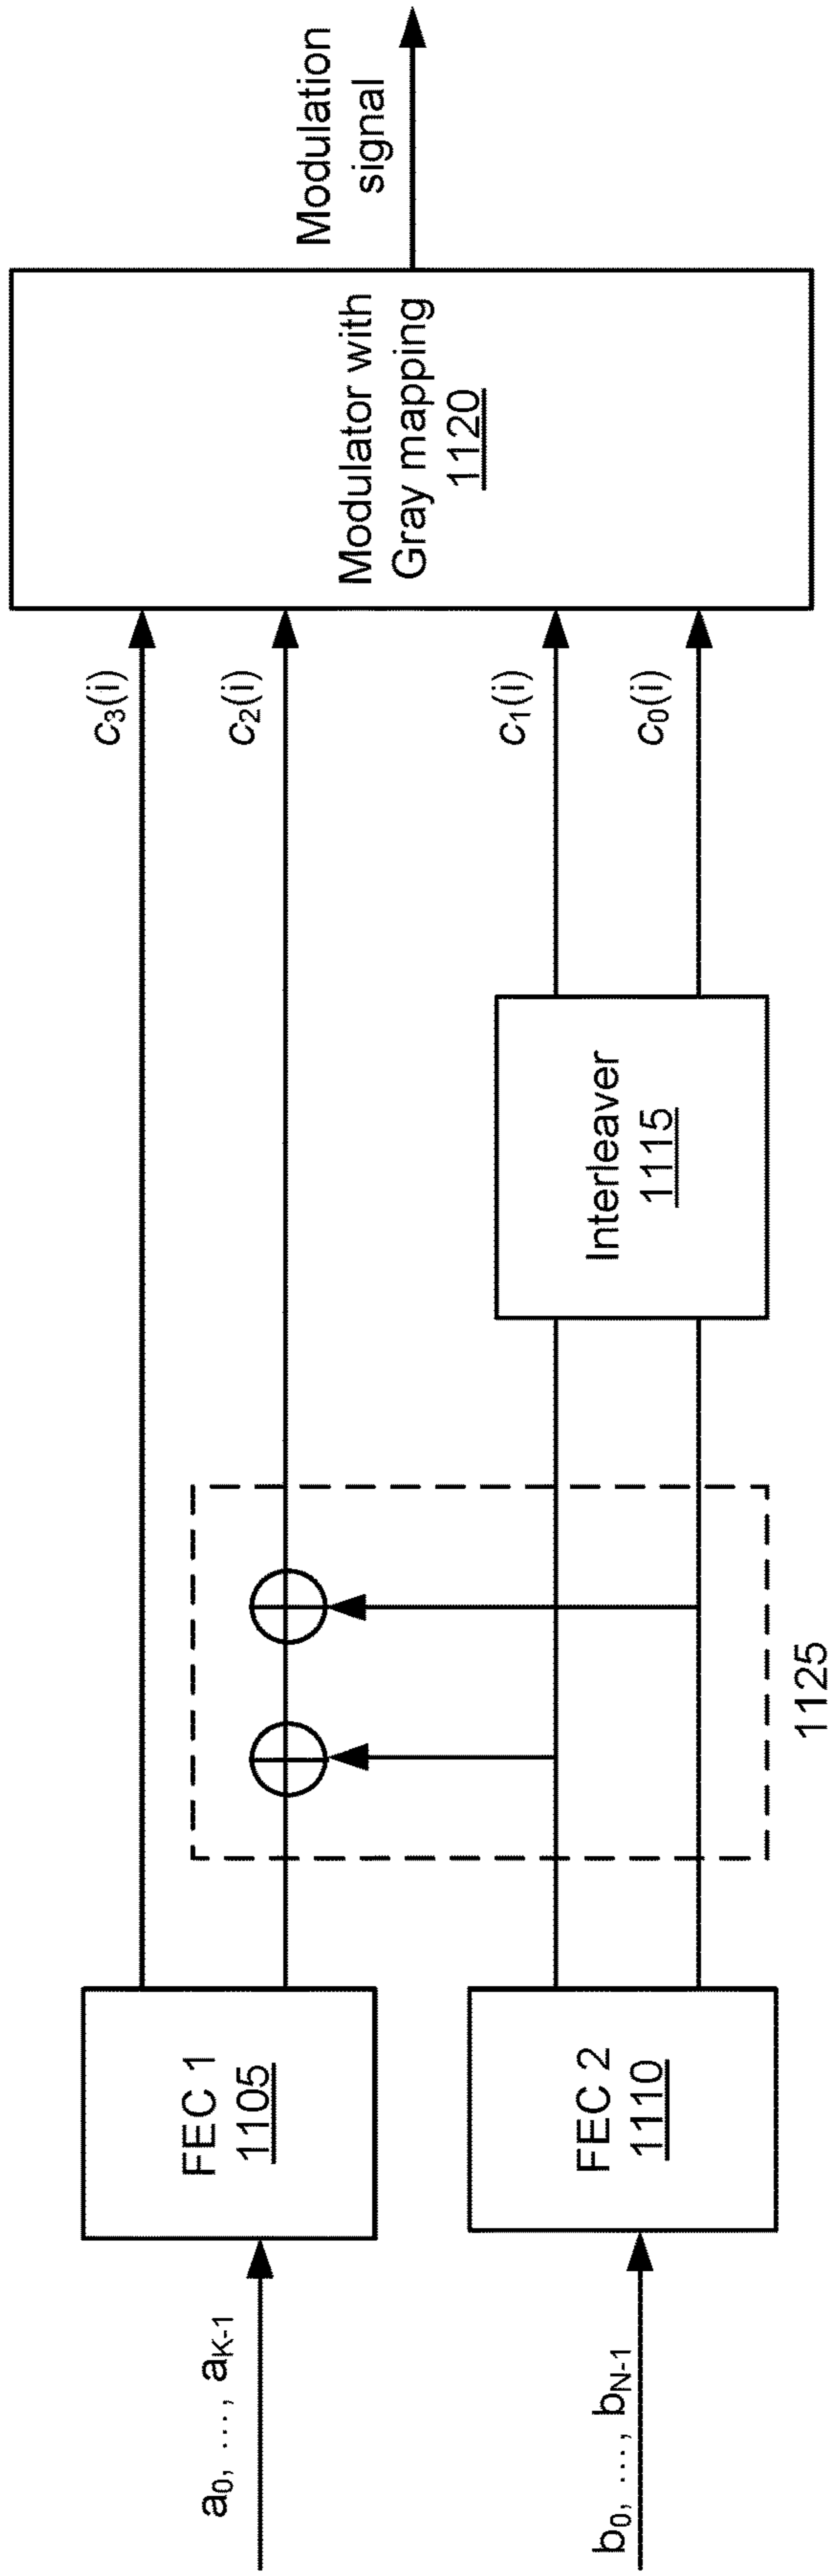 a₀, ..., aK-1
FEC 1
1105
b₀, ..., bN-1
FEC 2
1110
1125
Interleaver
1115
c₃(i)
c₂(i)
c₁(i)
c₀(i)
Modulator with
Gray mapping
1120
Modulation
signal